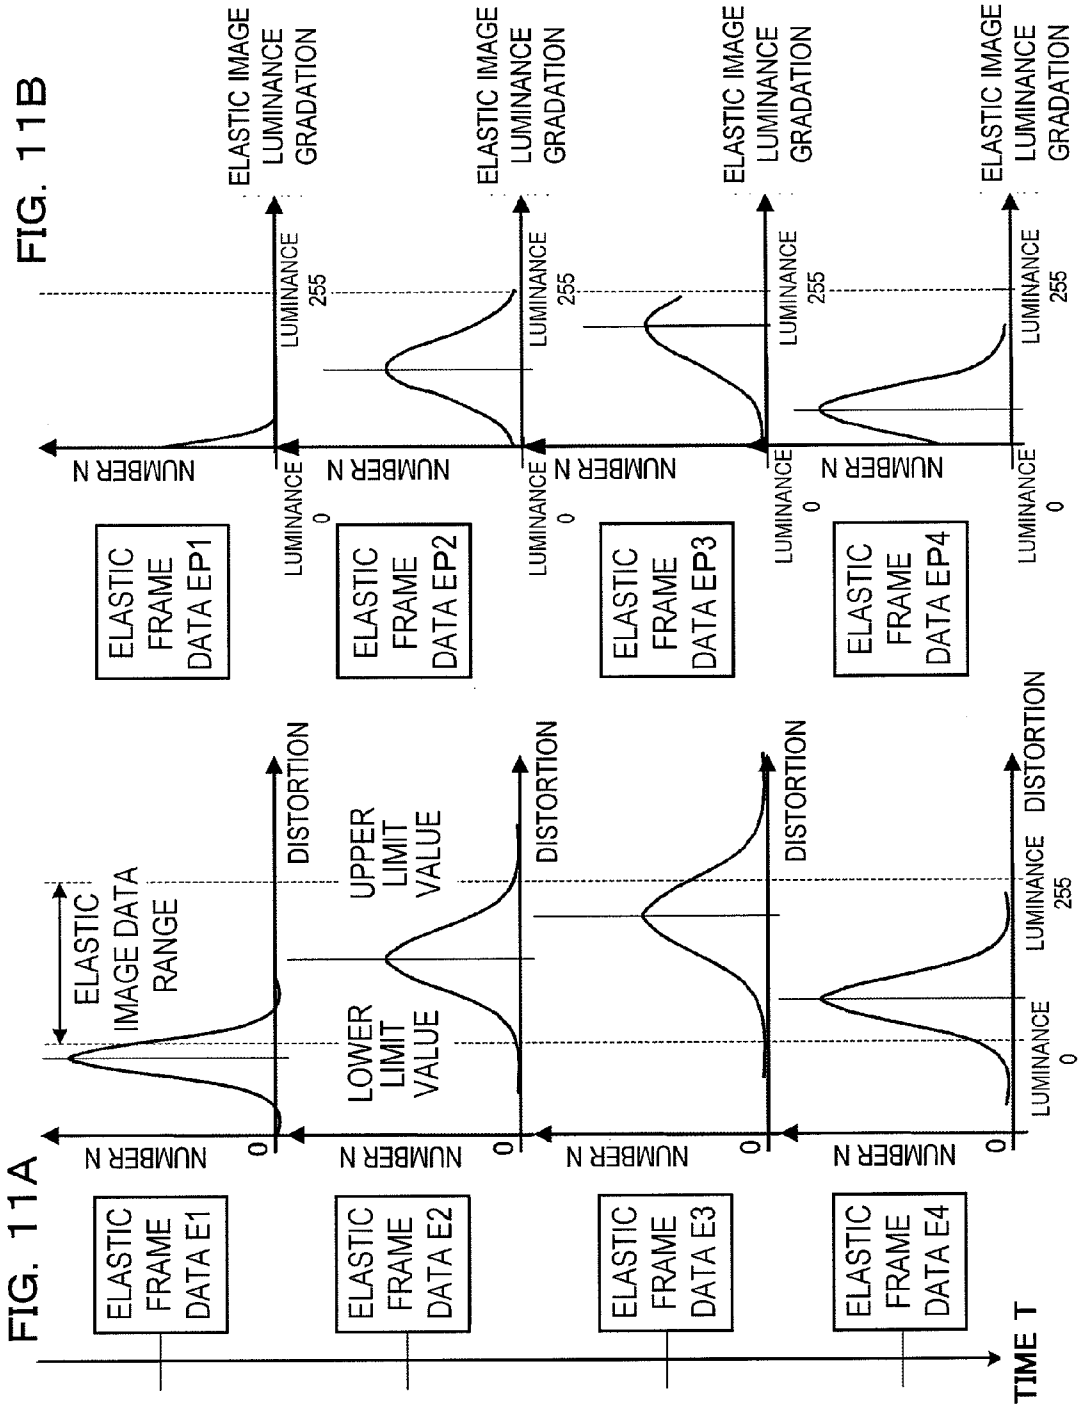 FIG. 11A
ELASTIC
FRAME
DATA E1
NUMBER N
0
ELASTIC
IMAGE DATA
RANGE
DISTORTION
ELASTIC
FRAME
DATA E2
NUMBER N
0
LOWER
LIMIT
VALUE
UPPER
LIMIT
VALUE
DISTORTION
ELASTIC
FRAME
DATA E3
NUMBER N
0
DISTORTION
ELASTIC
FRAME
DATA E4
NUMBER N
0
LUMINANCE
0
LUMINANCE
255
DISTORTION
TIME T
FIG. 11B
ELASTIC
FRAME
DATA EP1
NUMBER N
LUMINANCE
0
LUMINANCE
255
ELASTIC IMAGE
LUMINANCE
GRADATION
ELASTIC
FRAME
DATA EP2
NUMBER N
LUMINANCE
0
LUMINANCE
255
ELASTIC IMAGE
LUMINANCE
GRADATION
ELASTIC
FRAME
DATA EP3
NUMBER N
LUMINANCE
0
LUMINANCE
255
ELASTIC IMAGE
LUMINANCE
GRADATION
ELASTIC
FRAME
DATA EP4
NUMBER N
LUMINANCE
0
LUMINANCE
255
ELASTIC IMAGE
LUMINANCE
GRADATION